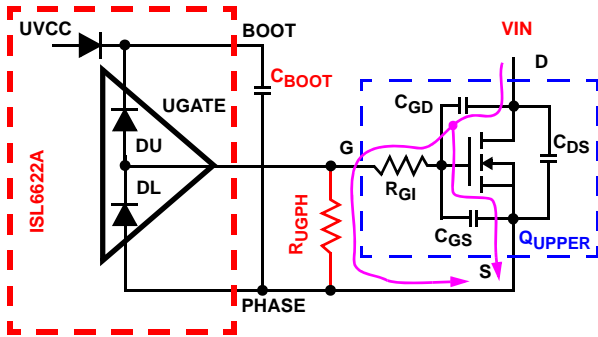 UVCC
BOOT
VIN
D
CBOOT
CGD
UGATE
DU
G
CDS
DL
RGI
ISL6622A
RUGPH
CGS
QUPPER
S
PHASE